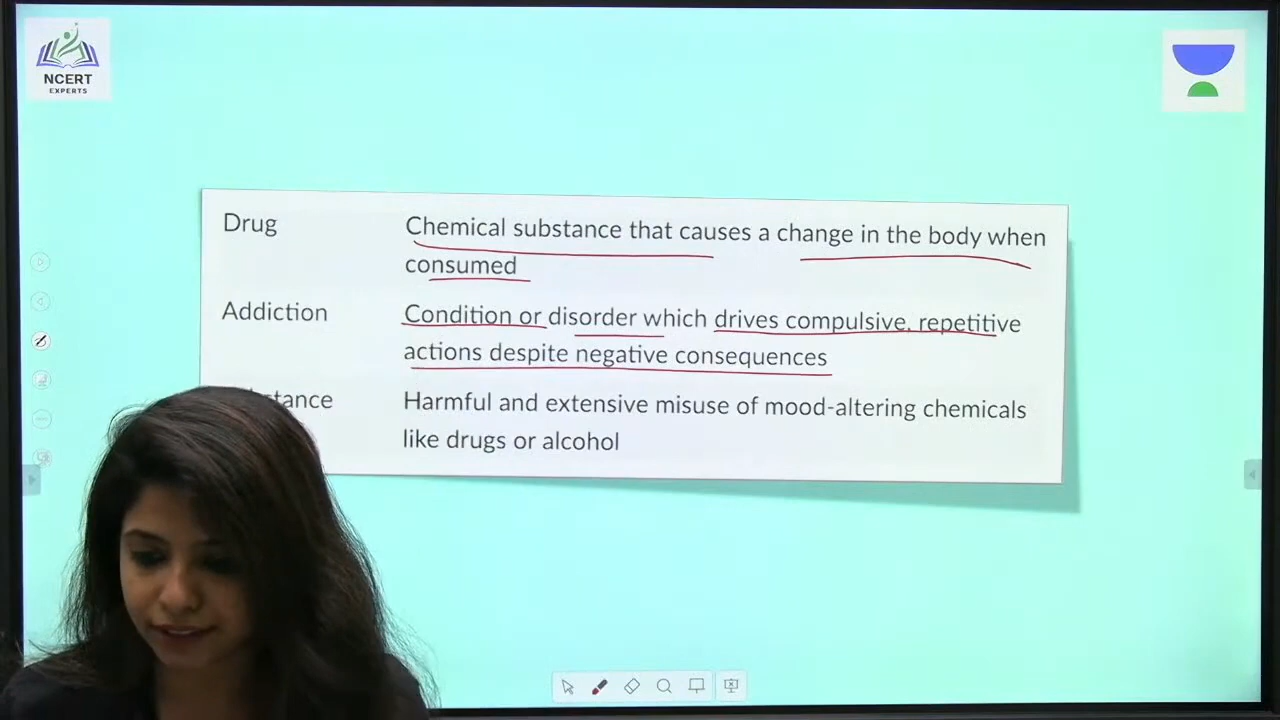 NCERT
EXPERTS
Drug
Chemical substance that causes a change in the body when
consumed
Addiction
Condition or disorder which drives compulsive, repetitive
actions despite negative consequences
Harmful and extensive misuse of mood-altering chemicals
like drugs or alcohol